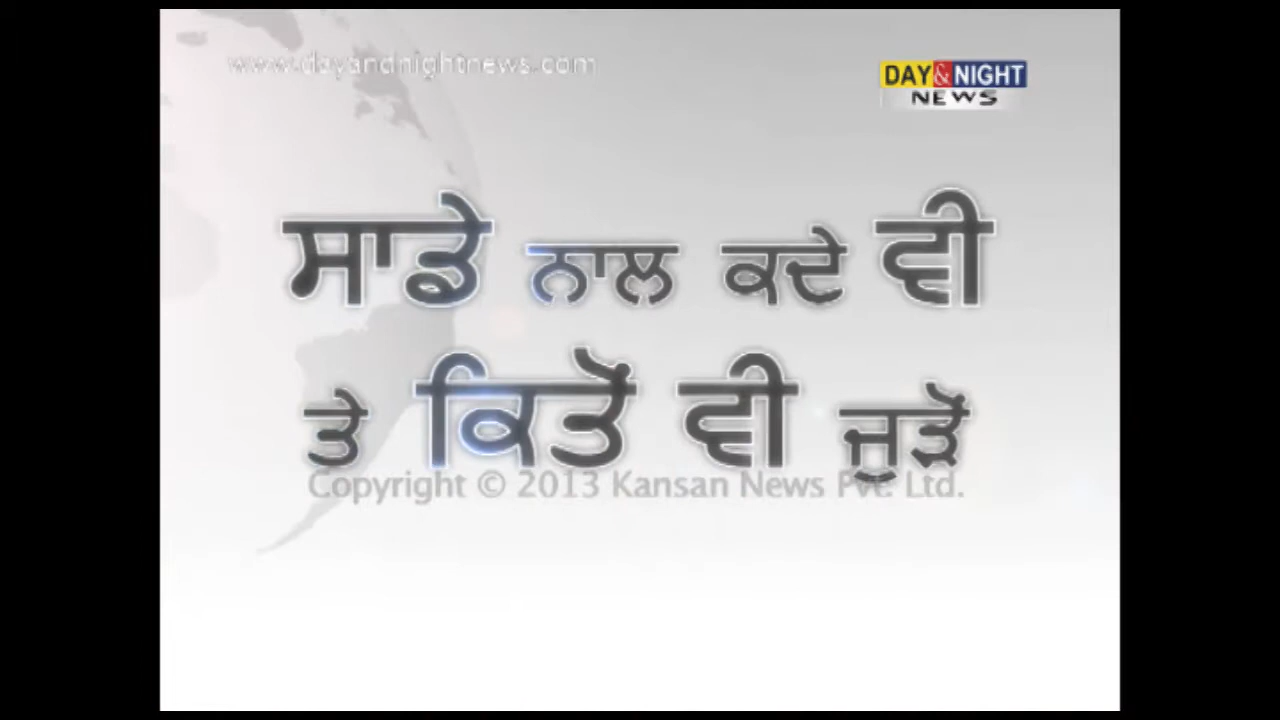 www.dayandnightnews.com
DAY&NIGHT
NEWS
ਸਾਡੇ ਨਾਲ ਕਦੇ ਵੀ
ਤੇ ਕਿਤੋਂ ਵੀ ਜੁੜੋਂ
Copyright © 2013 Kansan News Pvt. Ltd.